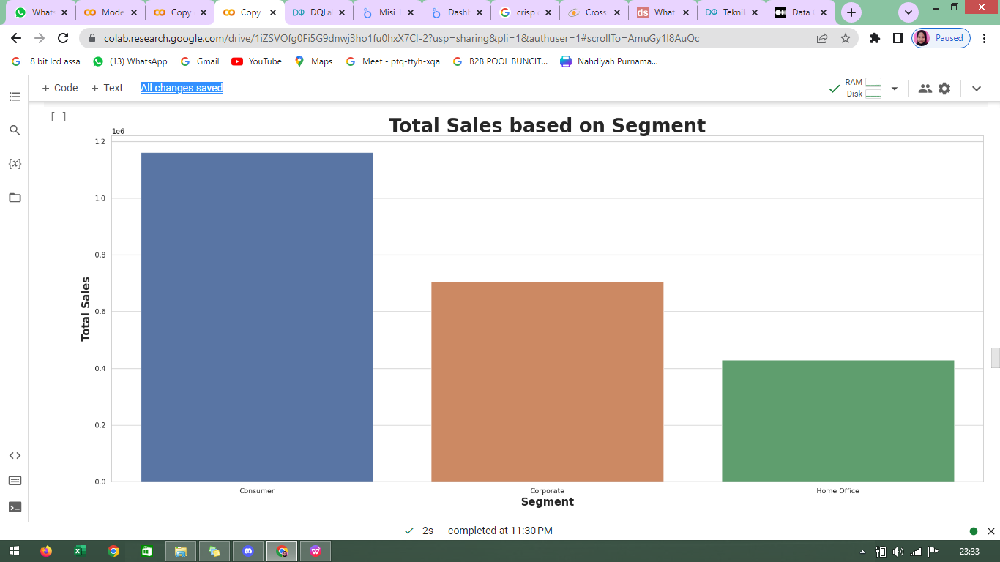 Whats
Mode
Copy
Copy
DQLa
Misi T
Dash
crisp
Cross
What
Tekni
Data
colab.research.google.com/drive/1iZSVOfg0Fi5G9dnwj3ho1fu0hxX7CI-2?usp=sharing&pli=1&authuser=1#scrollTo=AmuGy1I8AuQc
Paused
8 bit lcd assa
(13) WhatsApp
Gmail
YouTube
Maps
Meet - ptq-ttyh-xqa
B2B POOL BUNCIT...
Nahdiyah Purnama...
+ Code
+ Text
All changes saved
RAM
Disk
[ ]
{x}
Total Sales based on Segment
1e6
1.2
1.0
0.8
0.6
0.4
0.2
0.0
Total Sales
Consumer
Corporate
Home Office
Segment
2s
completed at 11:30 PM
23:33